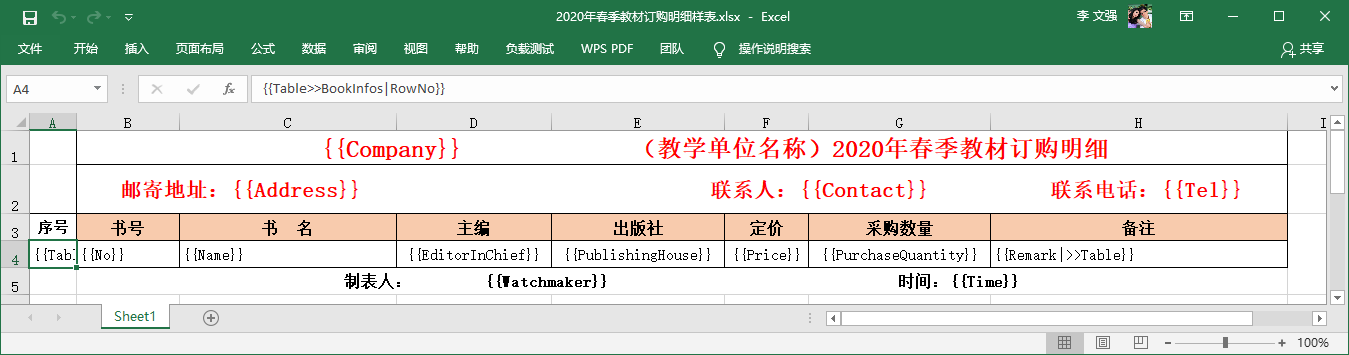 2020年春季教材订购明细样表.xlsx - Excel
李 文强
文件 开始 插入 页面布局 公式 数据 审阅 视图 帮助 负载测试 WPS PDF 团队 操作说明搜索 共享
A4 fx {{Table>>BookInfos|RowNo}}
A B C D E F G H I
1 {{Company}} （教学单位名称）2020年春季教材订购明细
2 邮寄地址：{{Address}} 联系人：{{Contact}} 联系电话：{{Tel}}
3 序号 书号 书 名 主编 出版社 定价 采购数量 备注
4 {{Tab {{No}} {{Name}} {{EditorInChief}} {{PublishingHouse}} {{Price}} {{PurchaseQuantity}} {{Remark|>>Table}}
5 制表人： {{Watchmaker}} 时间：{{Time}}
Sheet1
100%